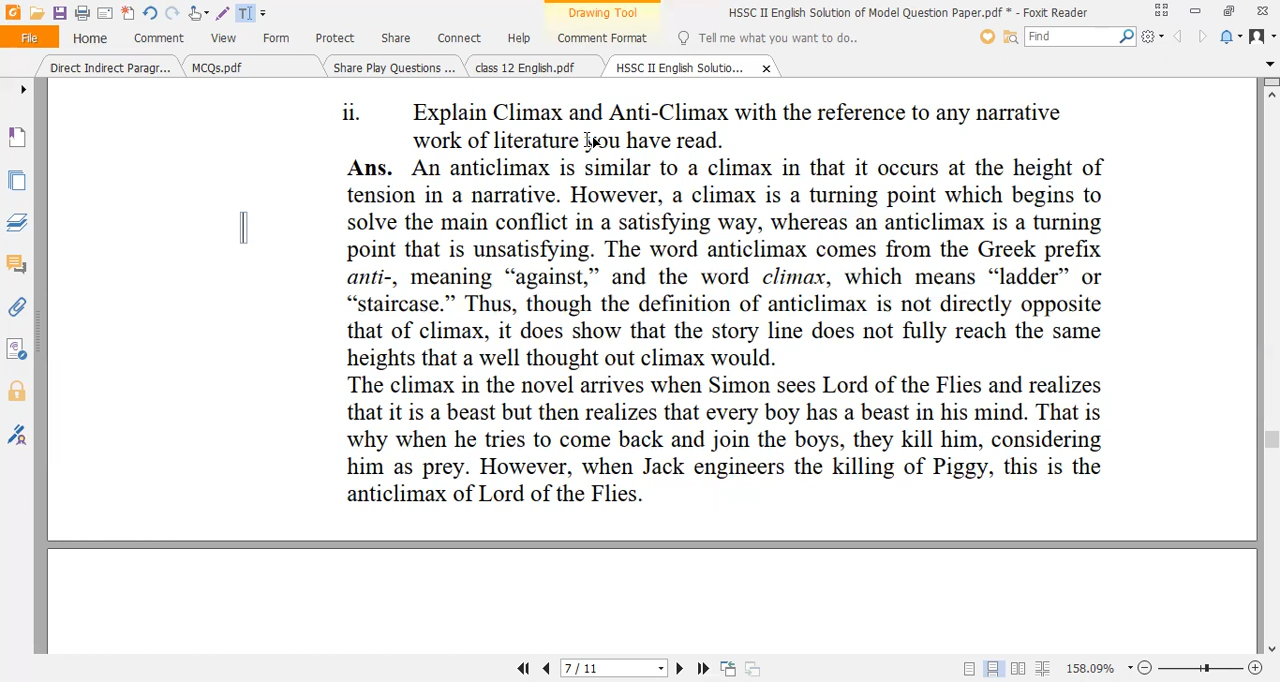 Drawing Tool
HSSC II English Solution of Model Question Paper.pdf * - Foxit Reader
File Home Comment View Form Protect Share Connect Help Comment Format Tell me what you want to do.. Find
Direct Indirect Paragr... MCQs.pdf Share Play Questions ... class 12 English.pdf HSSC II English Solutio...
ii. Explain Climax and Anti-Climax with the reference to any narrative
work of literature you have read.
Ans. An anticlimax is similar to a climax in that it occurs at the height of
tension in a narrative. However, a climax is a turning point which begins to
solve the main conflict in a satisfying way, whereas an anticlimax is a turning
point that is unsatisfying. The word anticlimax comes from the Greek prefix
anti-, meaning “against,” and the word climax, which means “ladder” or
“staircase.” Thus, though the definition of anticlimax is not directly opposite
that of climax, it does show that the story line does not fully reach the same
heights that a well thought out climax would.
The climax in the novel arrives when Simon sees Lord of the Flies and realizes
that it is a beast but then realizes that every boy has a beast in his mind. That is
why when he tries to come back and join the boys, they kill him, considering
him as prey. However, when Jack engineers the killing of Piggy, this is the
anticlimax of Lord of the Flies.
7 / 11 158.09%